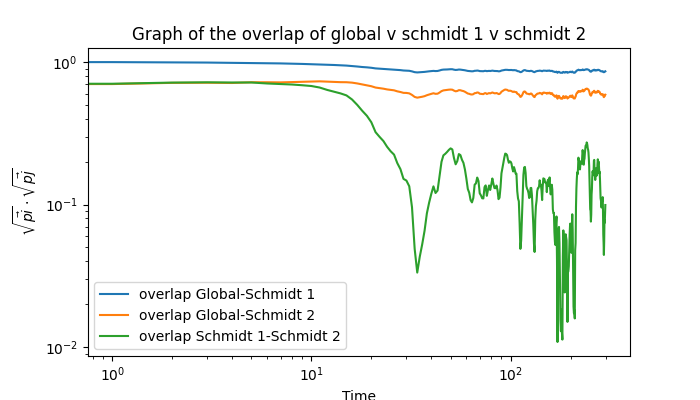 Graph of the overlap of global v schmidt 1 v schmidt 2
10⁰
10⁻¹
10⁻²
√p⃗i · √p⃗j
overlap Global-Schmidt 1
overlap Global-Schmidt 2
overlap Schmidt 1-Schmidt 2
10⁰ 10¹ 10²
Time